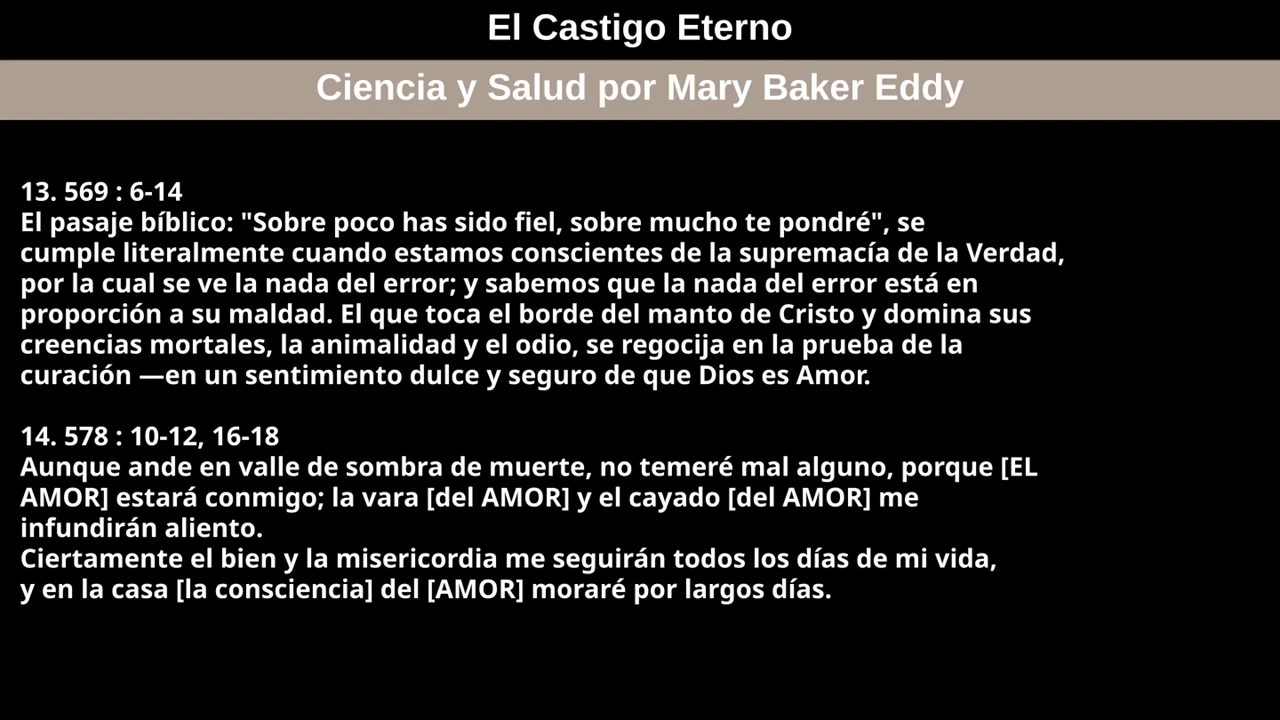 El Castigo Eterno
Ciencia y Salud por Mary Baker Eddy
13. 569 : 6-14
El pasaje bíblico: "Sobre poco has sido fiel, sobre mucho te pondré", se
cumple literalmente cuando estamos conscientes de la supremacía de la Verdad,
por la cual se ve la nada del error; y sabemos que la nada del error está en
proporción a su maldad. El que toca el borde del manto de Cristo y domina sus
creencias mortales, la animalidad y el odio, se regocija en la prueba de la
curación —en un sentimiento dulce y seguro de que Dios es Amor.
14. 578 : 10-12, 16-18
Aunque ande en valle de sombra de muerte, no temeré mal alguno, porque [EL
AMOR] estará conmigo; la vara [del AMOR] y el cayado [del AMOR] me
infundirán aliento.
Ciertamente el bien y la misericordia me seguirán todos los días de mi vida,
y en la casa [la consciencia] del [AMOR] moraré por largos días.